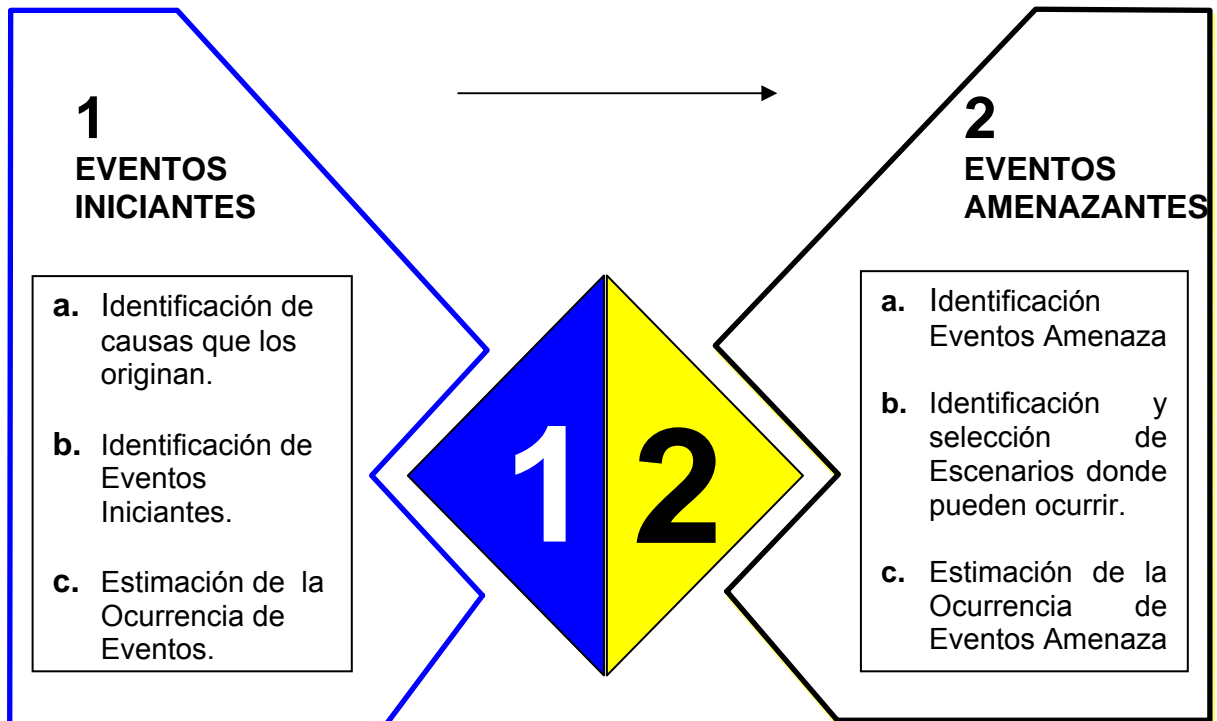 1
EVENTOS
INICIANTES
a. Identificación de
causas que los
originan.
b. Identificación de
Eventos
Iniciantes.
c. Estimación de la
Ocurrencia de
Eventos.
1 2
2
EVENTOS
AMENAZANTES
a. Identificación
Eventos Amenaza
b. Identificación y
selección de
Escenarios donde
pueden ocurrir.
c. Estimación de la
Ocurrencia de
Eventos Amenaza